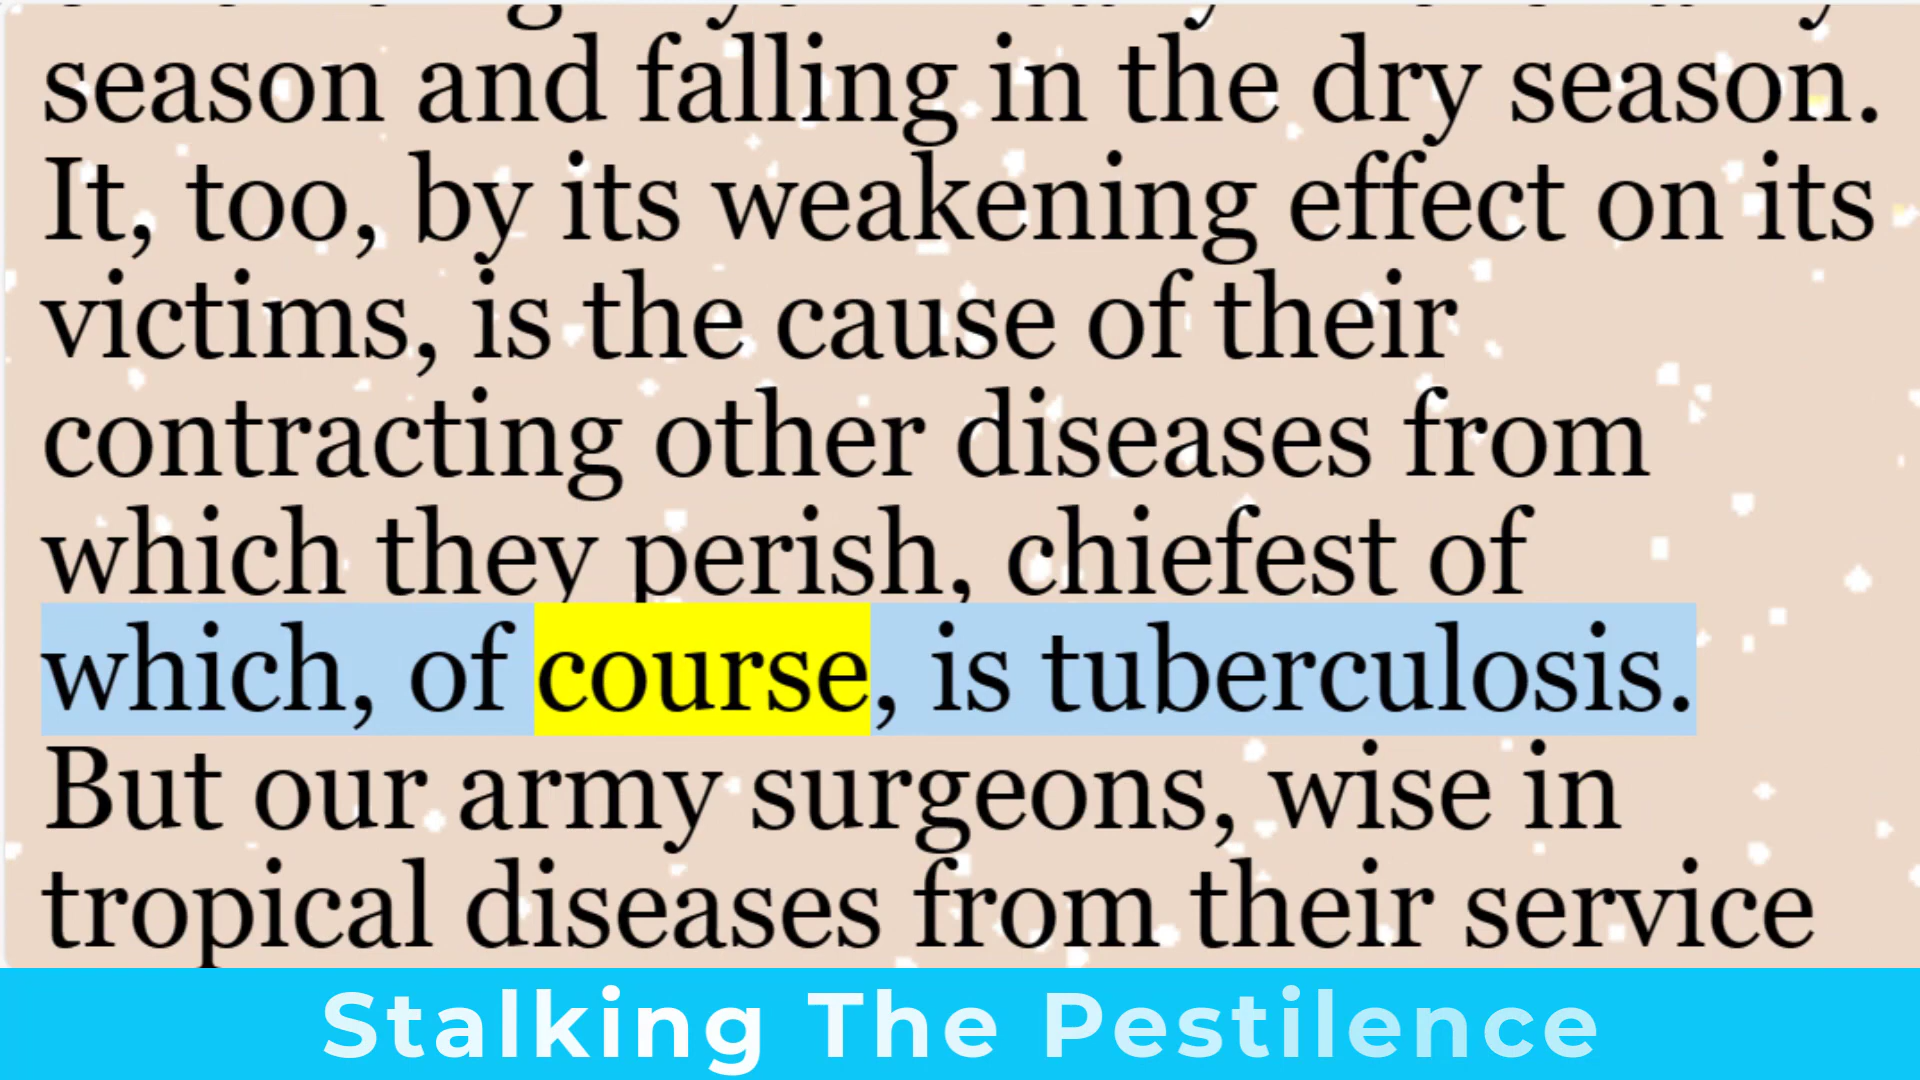 season and falling in the dry season.
It, too, by its weakening effect on its
victims, is the cause of their
contracting other diseases from
which they perish, chiefest of
which, of course, is tuberculosis.
But our army surgeons, wise in
tropical diseases from their service
Stalking The Pestilence